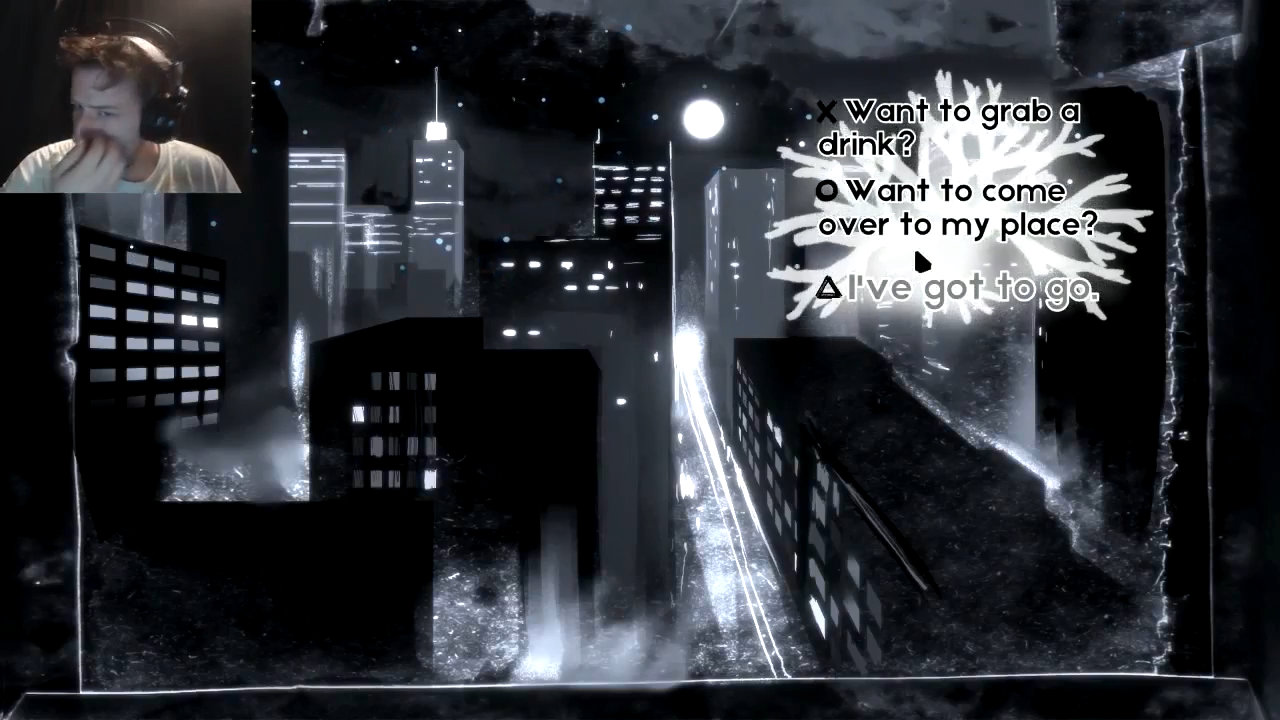 X Want to grab a
drink?
O Want to come
over to my place?
△ I've got to go.